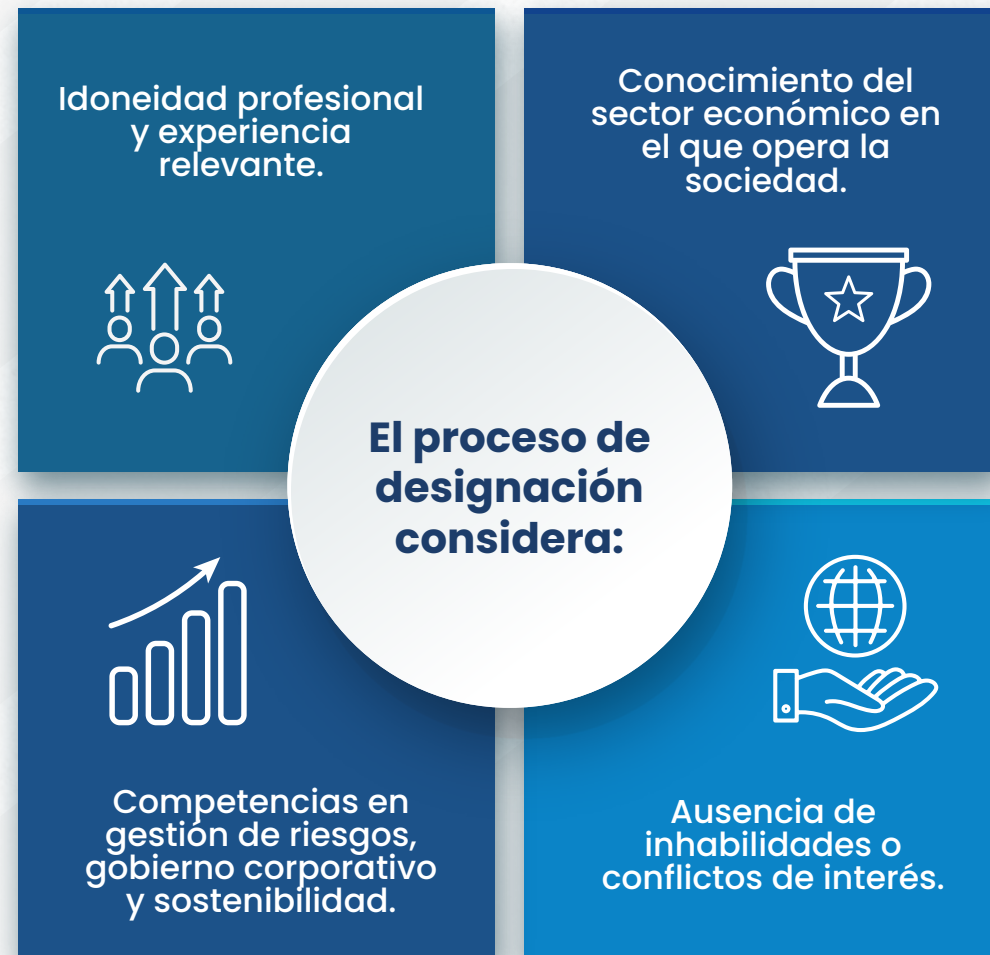 Idoneidad profesional
y experiencia
relevante.
Conocimiento del
sector económico en
el que opera la
sociedad.
El proceso de
designación
considera:
Competencias en
gestión de riesgos,
gobierno corporativo
y sostenibilidad.
Ausencia de
inhabilidades o
conflictos de interés.